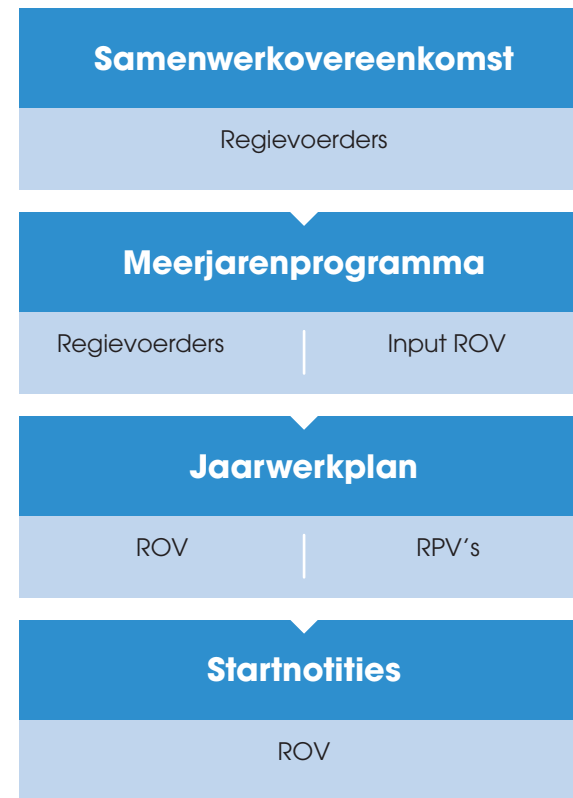 Samenwerkovereenkomst
Regievoerders
Meerjarenprogramma
Regievoerders Input ROV
Jaarwerkplan
ROV RPV's
Startnotities
ROV